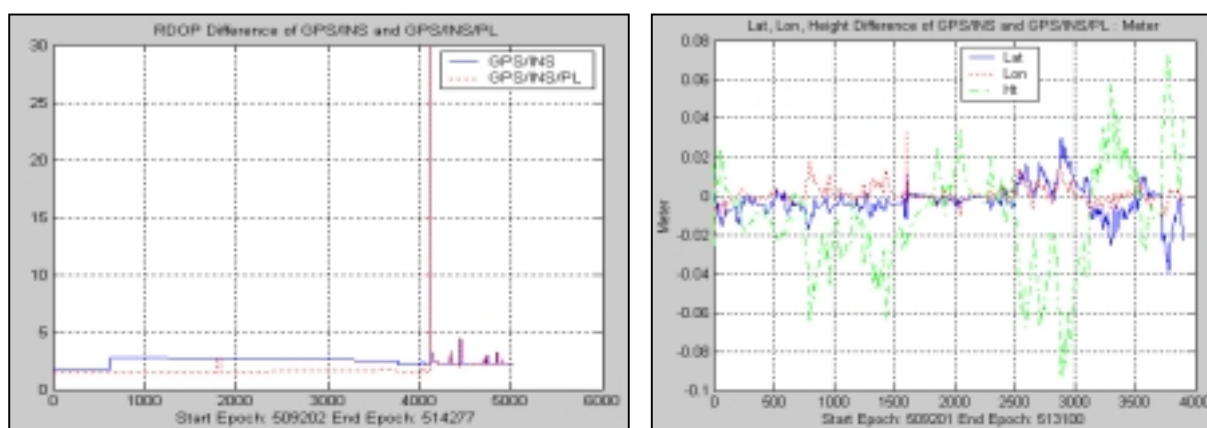 RDOP Difference of GPS/INS and GPS/INS/PL
30
25
20
15
10
5
0
GPS/INS
GPS/INS/PL
0 1000 2000 3000 4000 5000 6000
Start Epoch: 509202 End Epoch: 514277
Lat, Lon, Height Difference of GPS/INS and GPS/INS/PL : Meter
0.08
0.06
0.04
0.02
0
-0.02
-0.04
-0.06
-0.08
-0.1
Meter
Lat
Lon
Ht
0 500 1000 1500 2000 2500 3000 3500 4000
Start Epoch: 509201 End Epoch: 513100